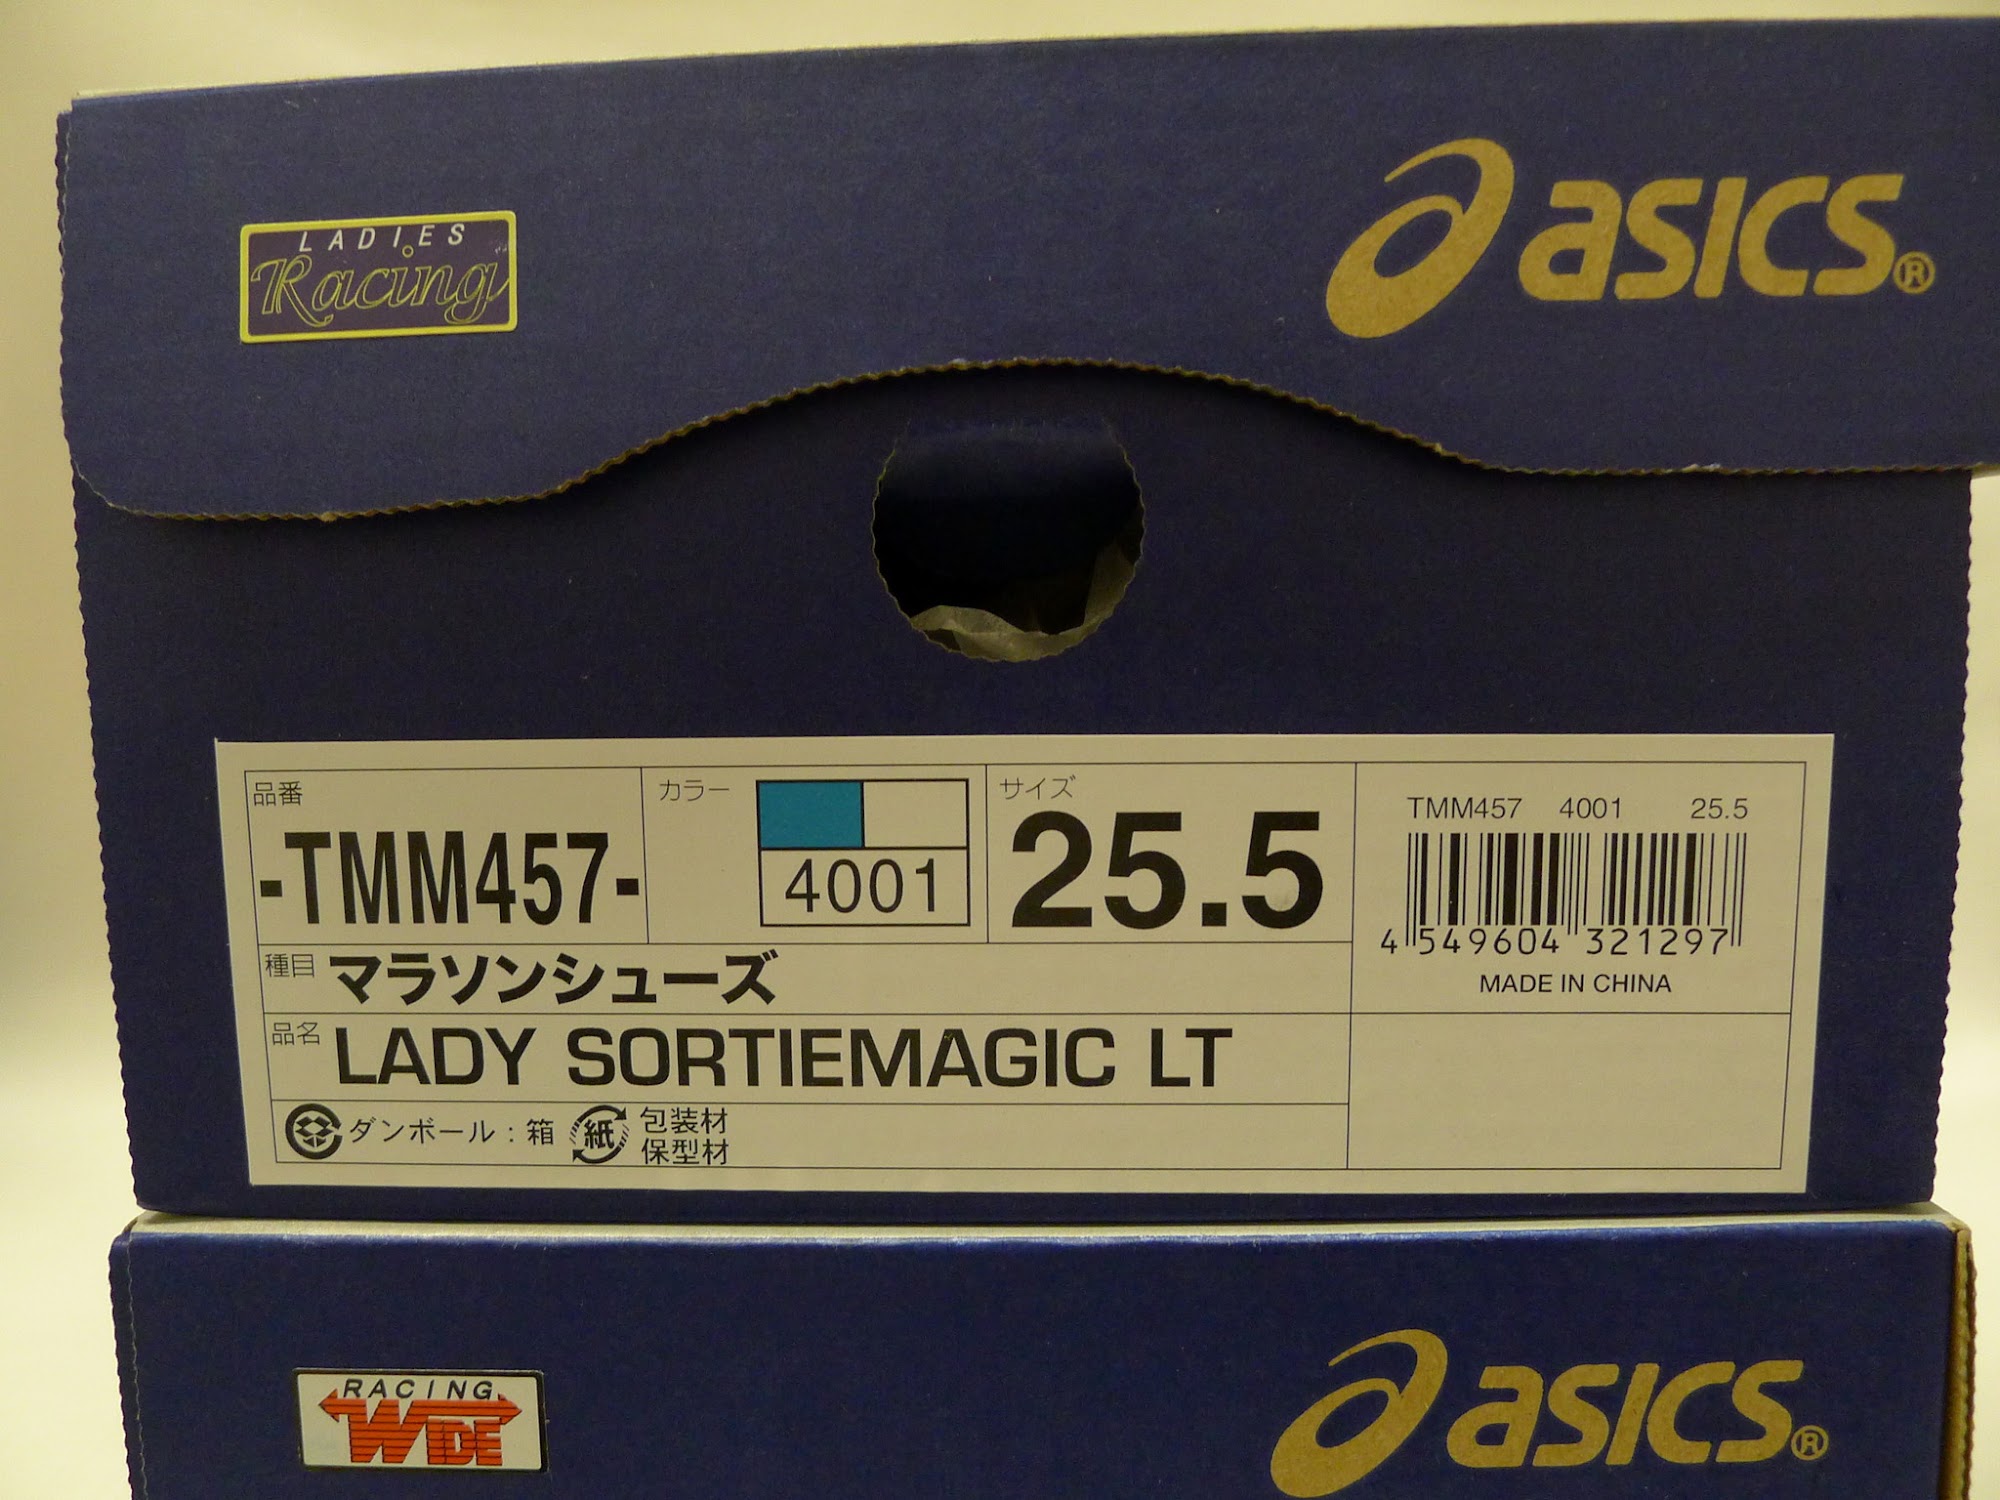 LADIES
Racing
asics®
品番
-TMM457-
カラー
4001
サイズ
25.5
TMM457 4001 25.5
4 549604 321297
MADE IN CHINA
種目 マラソンシューズ
品名 LADY SORTIEMAGIC LT
ダンボール:箱 紙 包装材
保型材
RACING
WIDE
asics®